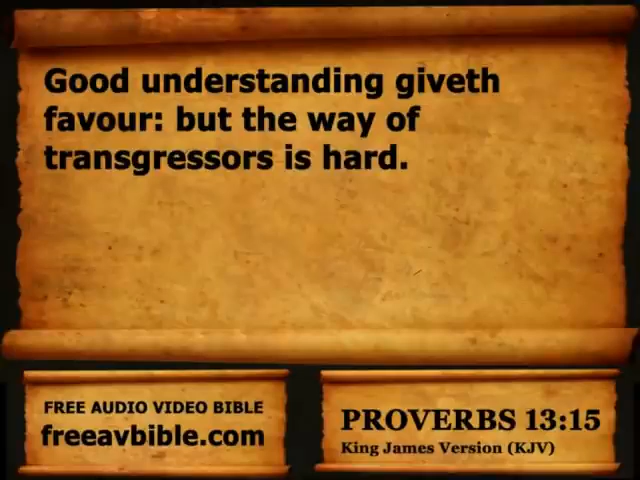 Good understanding giveth
favour: but the way of
transgressors is hard.
FREE AUDIO VIDEO BIBLE
freeavbible.com
PROVERBS 13:15
King James Version (KJV)